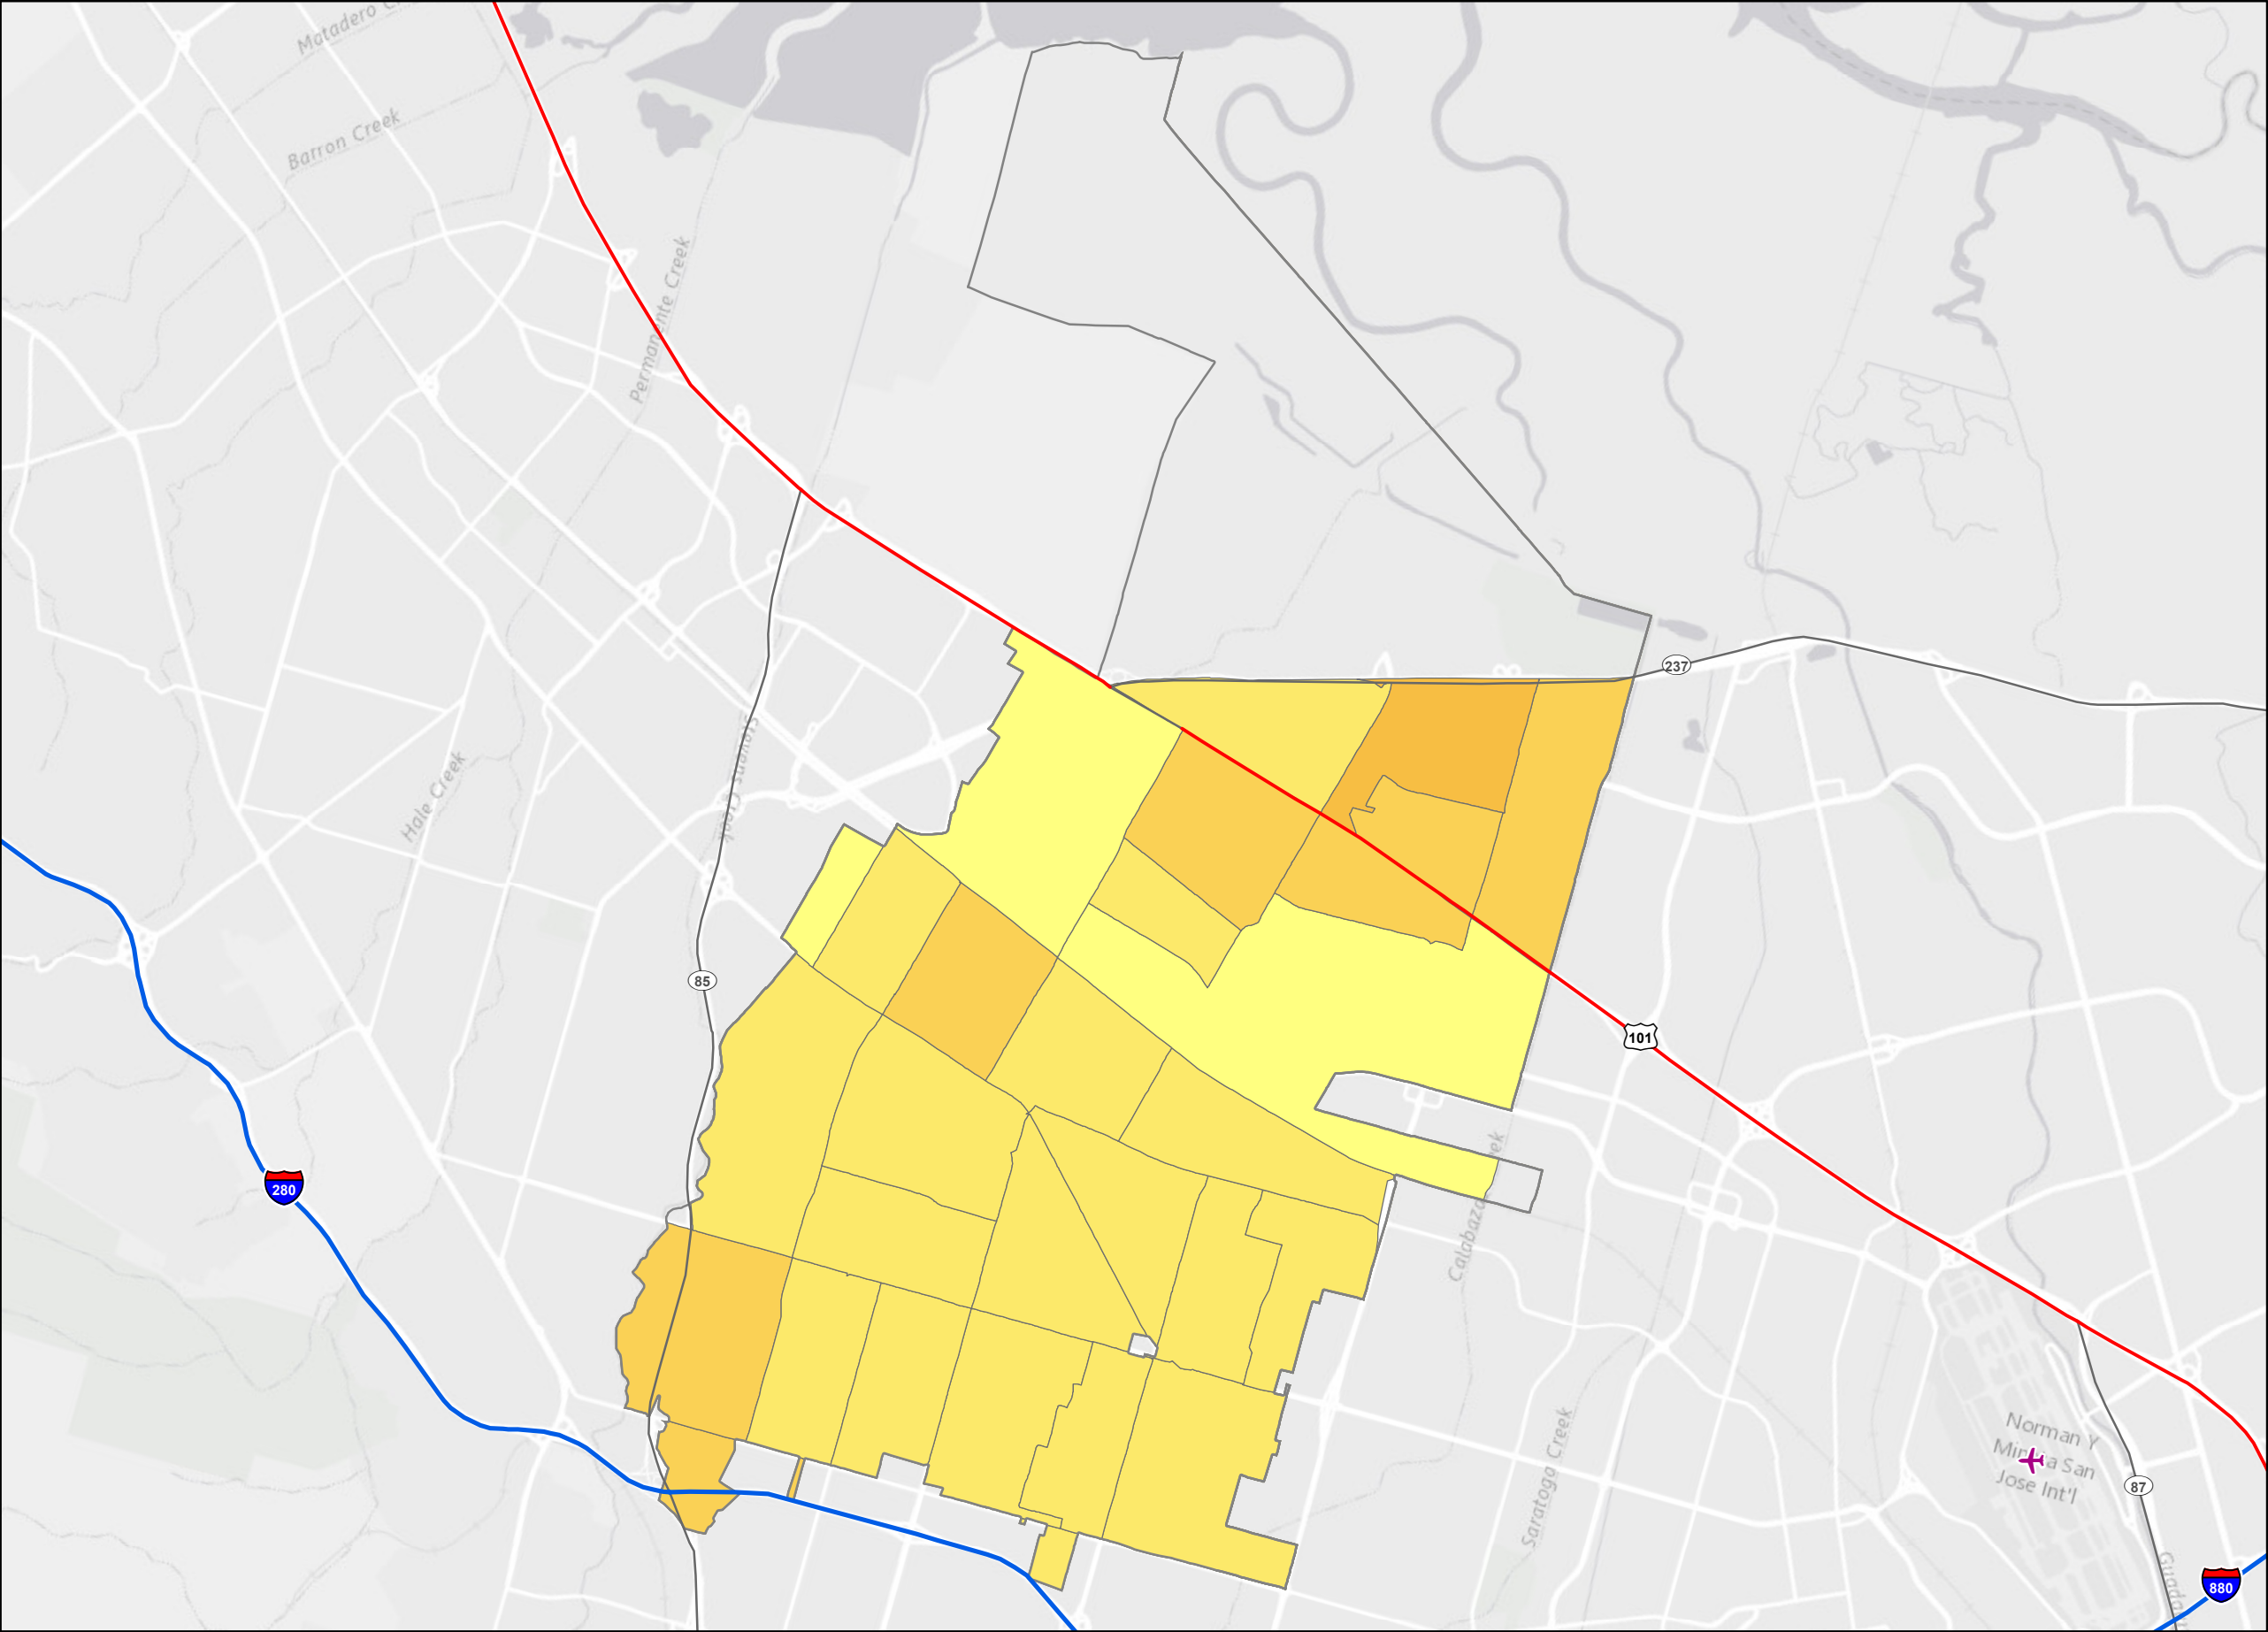 Matadero C
Barron Creek
Permanente Creek
237
Stevens Creek
Hale Creek
85
101
280
Calabazas Creek
Saratoga Creek
Norman Y
Mineta San
Jose Int'l
87
880
Guadal